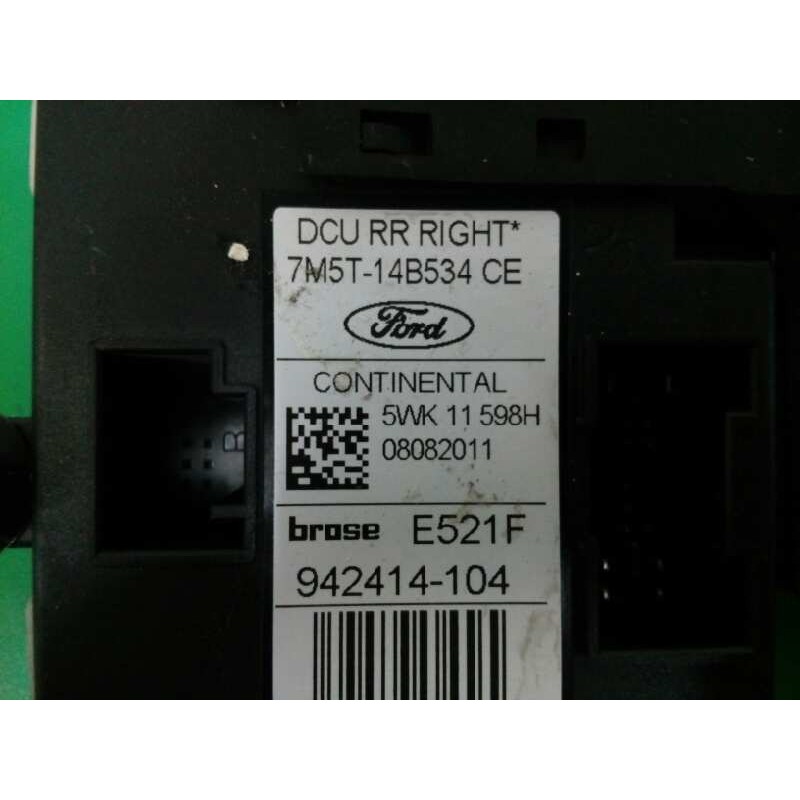 DCU RR RIGHT*
7M5T-14B534 CE
Ford
CONTINENTAL
5WK 11 598H
08082011
brose E521F
942414-104